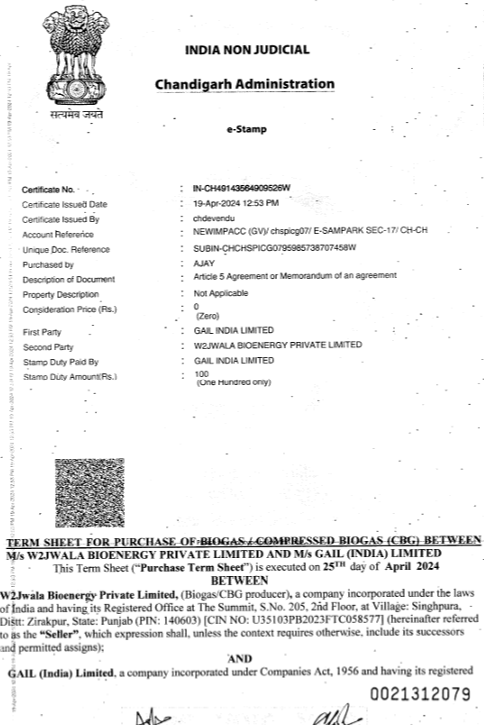 सत्यमेव जयते
INDIA NON JUDICIAL
Chandigarh Administration
e-Stamp
Certificate No. : IN-CH49143564909526W
Certificate Issued Date : 19-Apr-2024 12:53 PM
Certificate Issued By : chdevendu
Account Reference : NEWIMPACC (GV)/ chspicg07/ E-SAMPARK SEC-17/ CH-CH
Unique Doc. Reference : SUBIN-CHCHSPICG0795985738707458W
Purchased by : AJAY
Description of Document : Article 5 Agreement or Memorandum of an agreement
Property Description : Not Applicable
Consideration Price (Rs.) : 0
(Zero)
First Party : GAIL INDIA LIMITED
Second Party : W2JWALA BIOENERGY PRIVATE LIMITED
Stamp Duty Paid By : GAIL INDIA LIMITED
Stamp Duty Amount(Rs.) : 100
(One Hundred only)
TERM SHEET FOR PURCHASE OF BIOGAS / COMPRESSED BIOGAS (CBG) BETWEEN
M/s W2JWALA BIOENERGY PRIVATE LIMITED AND M/s GAIL (INDIA) LIMITED
This Term Sheet ("Purchase Term Sheet") is executed on 25TH day of April 2024
BETWEEN
W2Jwala Bioenergy Private Limited, (Biogas/CBG producer), a company incorporated under the laws
of India and having its Registered Office at The Summit, S.No. 205, 2nd Floor, at Village: Singhpura,
Distt: Zirakpur, State: Punjab (PIN: 140603) [CIN NO: U35103PB2023FTC058577] (hereinafter referred
to as the "Seller", which expression shall, unless the context requires otherwise, include its successors
and permitted assigns);
AND
GAIL (India) Limited, a company incorporated under Companies Act, 1956 and having its registered
0021312079